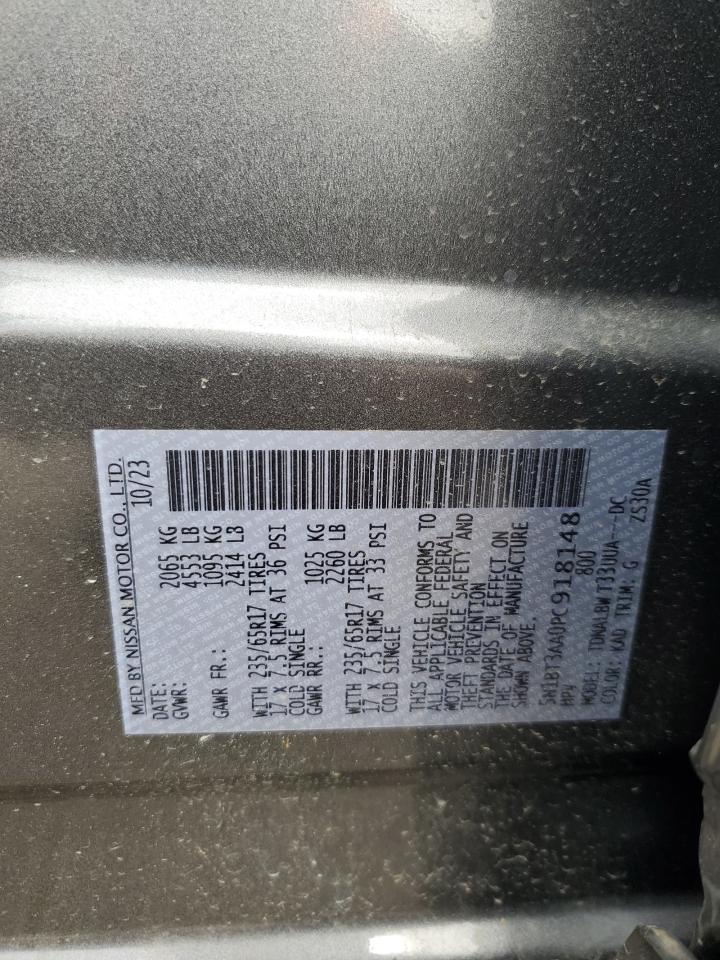 MFD BY NISSAN MOTOR CO., LTD.
DATE: 10/23
GVWR: 2065 KG
4553 LB
GAWR FR.: 1095 KG
2414 LB
WITH 235/65R17 TIRES
17 X 7.5 RIMS AT 36 PSI
COLD SINGLE
GAWR RR.: 1025 KG
2260 LB
WITH 235/65R17 TIRES
17 X 7.5 RIMS AT 33 PSI
COLD SINGLE
THIS VEHICLE CONFORMS TO
ALL APPLICABLE FEDERAL
MOTOR VEHICLE SAFETY AND
THEFT PREVENTION
STANDARDS IN EFFECT ON
THE DATE OF MANUFACTURE
SHOWN ABOVE.
5N1BT3AA0PC918148
MPV 800
MODEL: TDNALBW T33UUA---DC
COLOR: KAD TRIM: G ZS30A